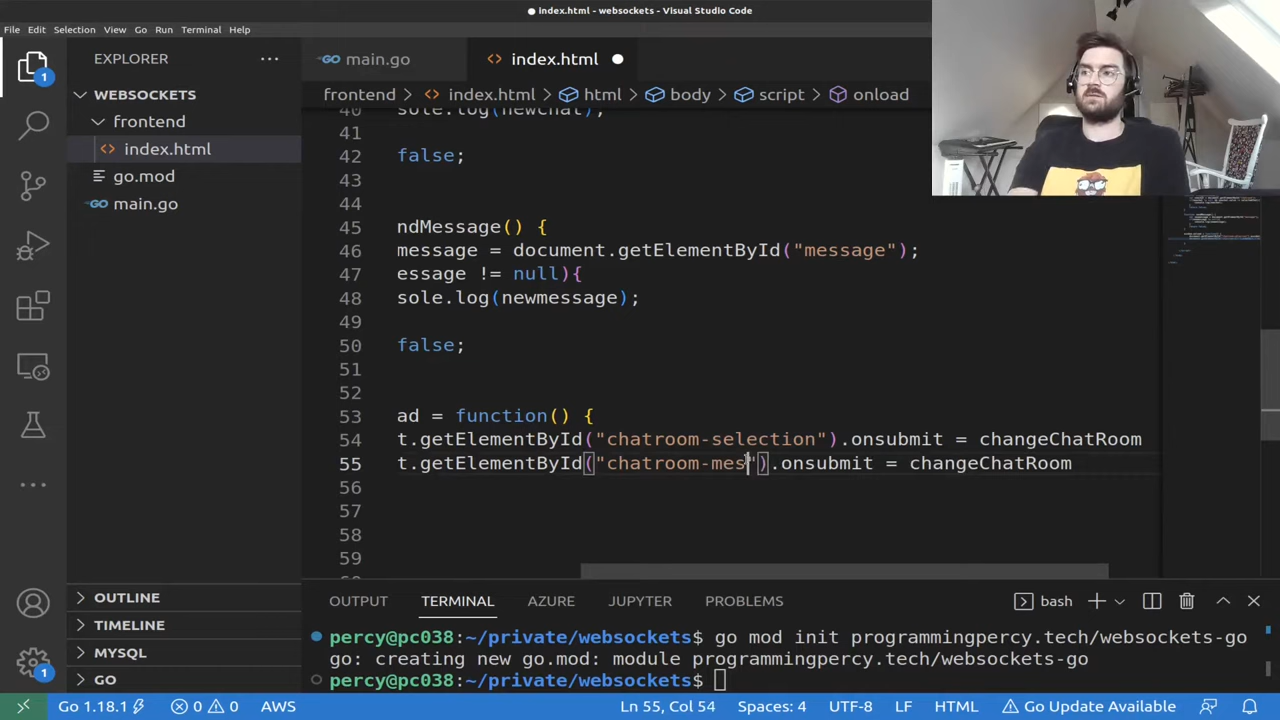 index.html - websockets - Visual Studio Code
File Edit Selection View Go Run Terminal Help
EXPLORER
main.go
index.html
frontend > index.html > html > body > script > onload
WEBSOCKETS
frontend
index.html
go.mod
main.go
40 sole.log(newchat);
41
42 false;
43
44
45 ndMessage() {
46 message = document.getElementById("message");
47 essage != null){
48 sole.log(newmessage);
49
50 false;
51
52
53 ad = function() {
54 t.getElementById("chatroom-selection").onsubmit = changeChatRoom
55 t.getElementById("chatroom-mes").onsubmit = changeChatRoom
56
57
58
59
OUTLINE
TIMELINE
MYSQL
GO
OUTPUT TERMINAL AZURE JUPYTER PROBLEMS
bash
percy@pc038:~/private/websockets$ go mod init programmingpercy.tech/websockets-go
go: creating new go.mod: module programmingpercy.tech/websockets-go
percy@pc038:~/private/websockets$
1
1
Go 1.18.1 0 0 AWS Ln 55, Col 54 Spaces: 4 UTF-8 LF HTML Go Update Available